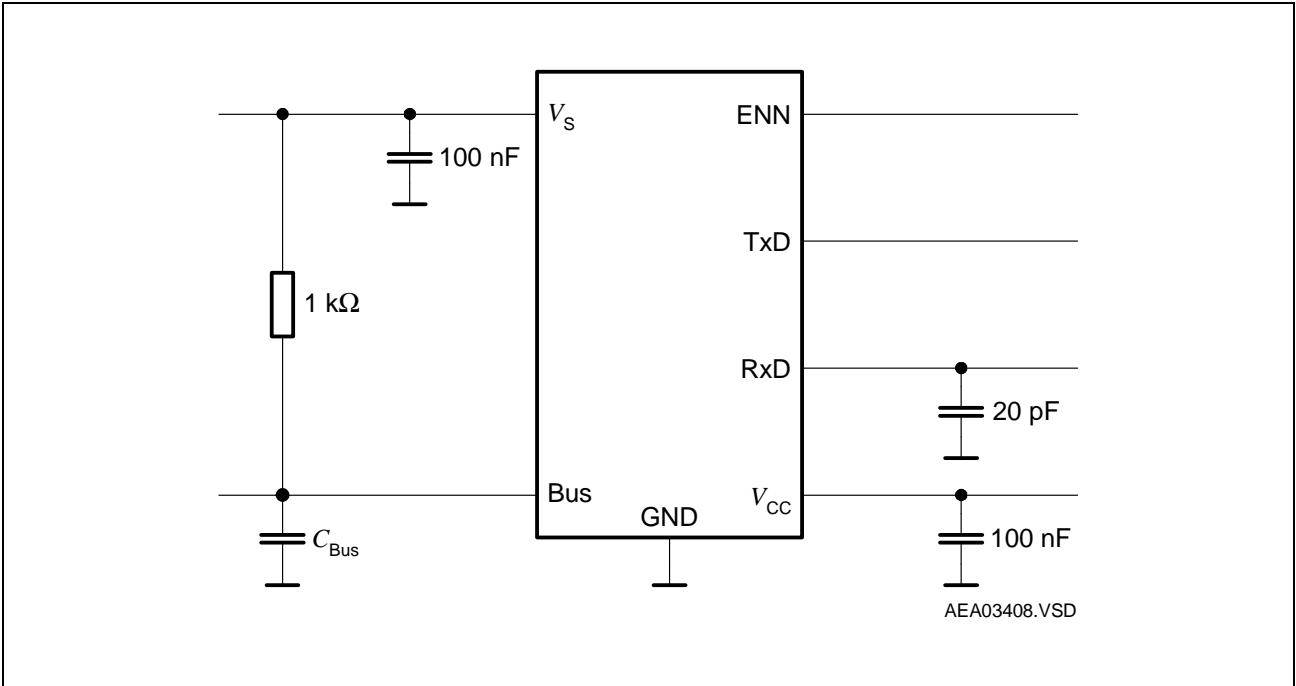 V_S
ENN
100 nF
TxD
1 kΩ
RxD
20 pF
Bus
V_CC
GND
C_Bus
100 nF
AEA03408.VSD